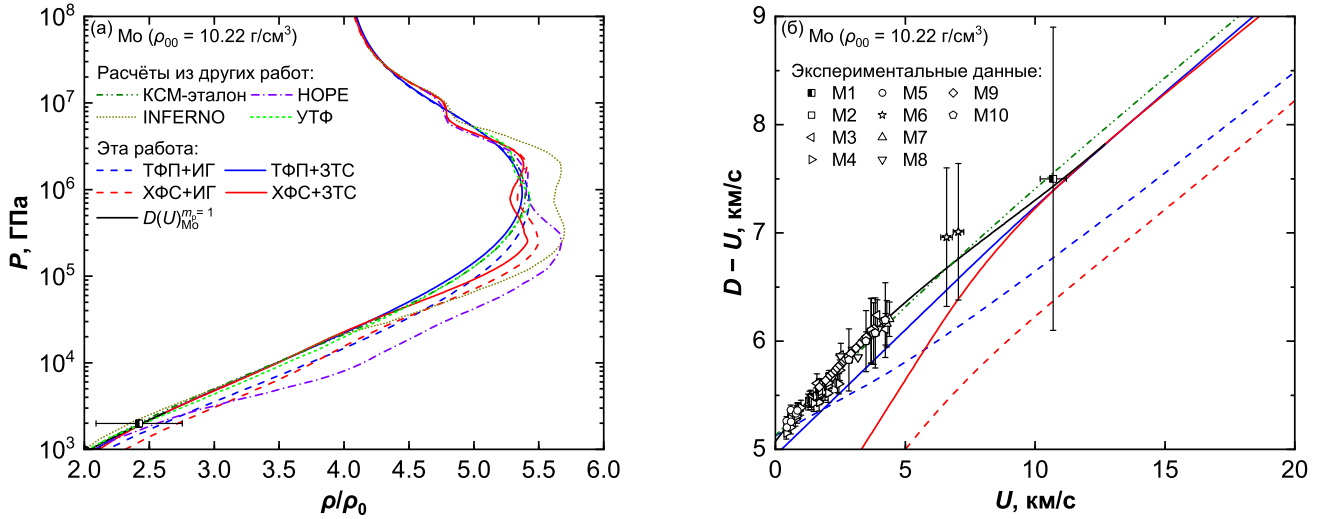 (а) Mo (ρ₀₀ = 10.22 г/см³)
Расчёты из других работ:
КСМ-эталон HOPE
INFERNO УТФ
Эта работа:
ТФП+ИГ ТФП+ЗТС
ХФС+ИГ ХФС+ЗТС
D(U)ₘₒ^mₚ= 1
P, ГПа
10⁸
10⁷
10⁶
10⁵
10⁴
10³
2.0 2.5 3.0 3.5 4.0 4.5 5.0 5.5 6.0
ρ/ρ₀
(б) Mo (ρ₀₀ = 10.22 г/см³)
Экспериментальные данные:
M1 M5 M9
M2 M6 M10
M3 M7
M4 M8
D − U, км/с
9
8
7
6
5
4
0 5 10 15 20
U, км/с